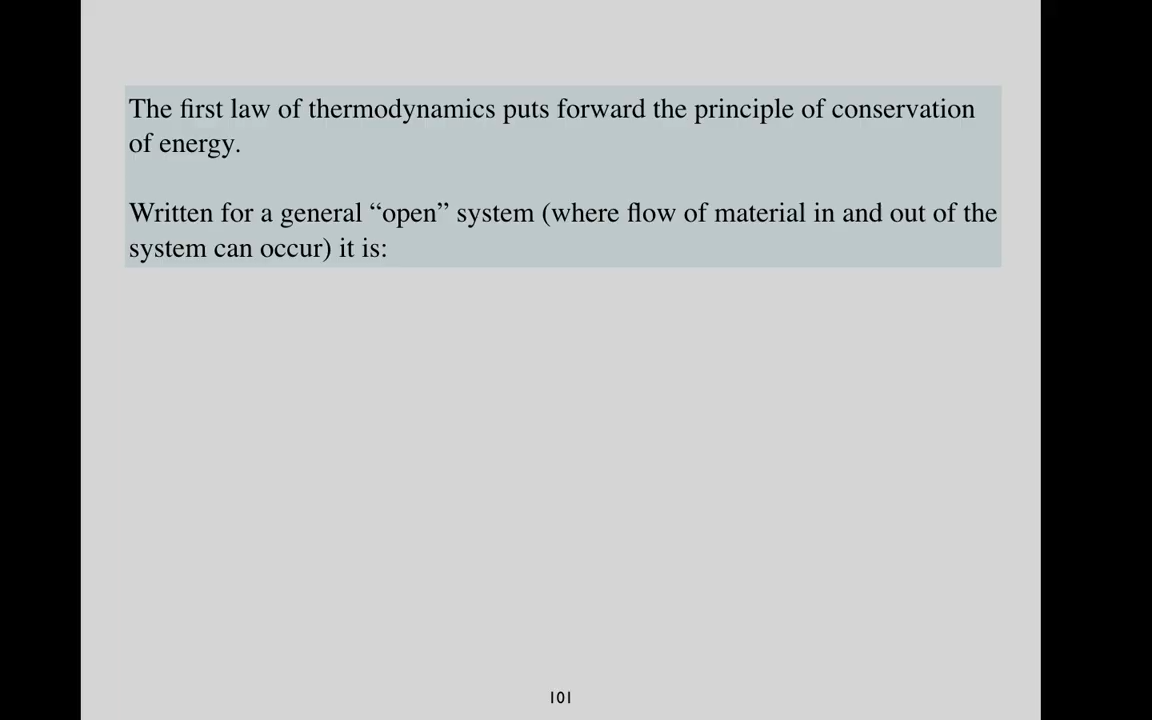 The first law of thermodynamics puts forward the principle of conservation
of energy.
Written for a general “open” system (where flow of material in and out of the
system can occur) it is:
101